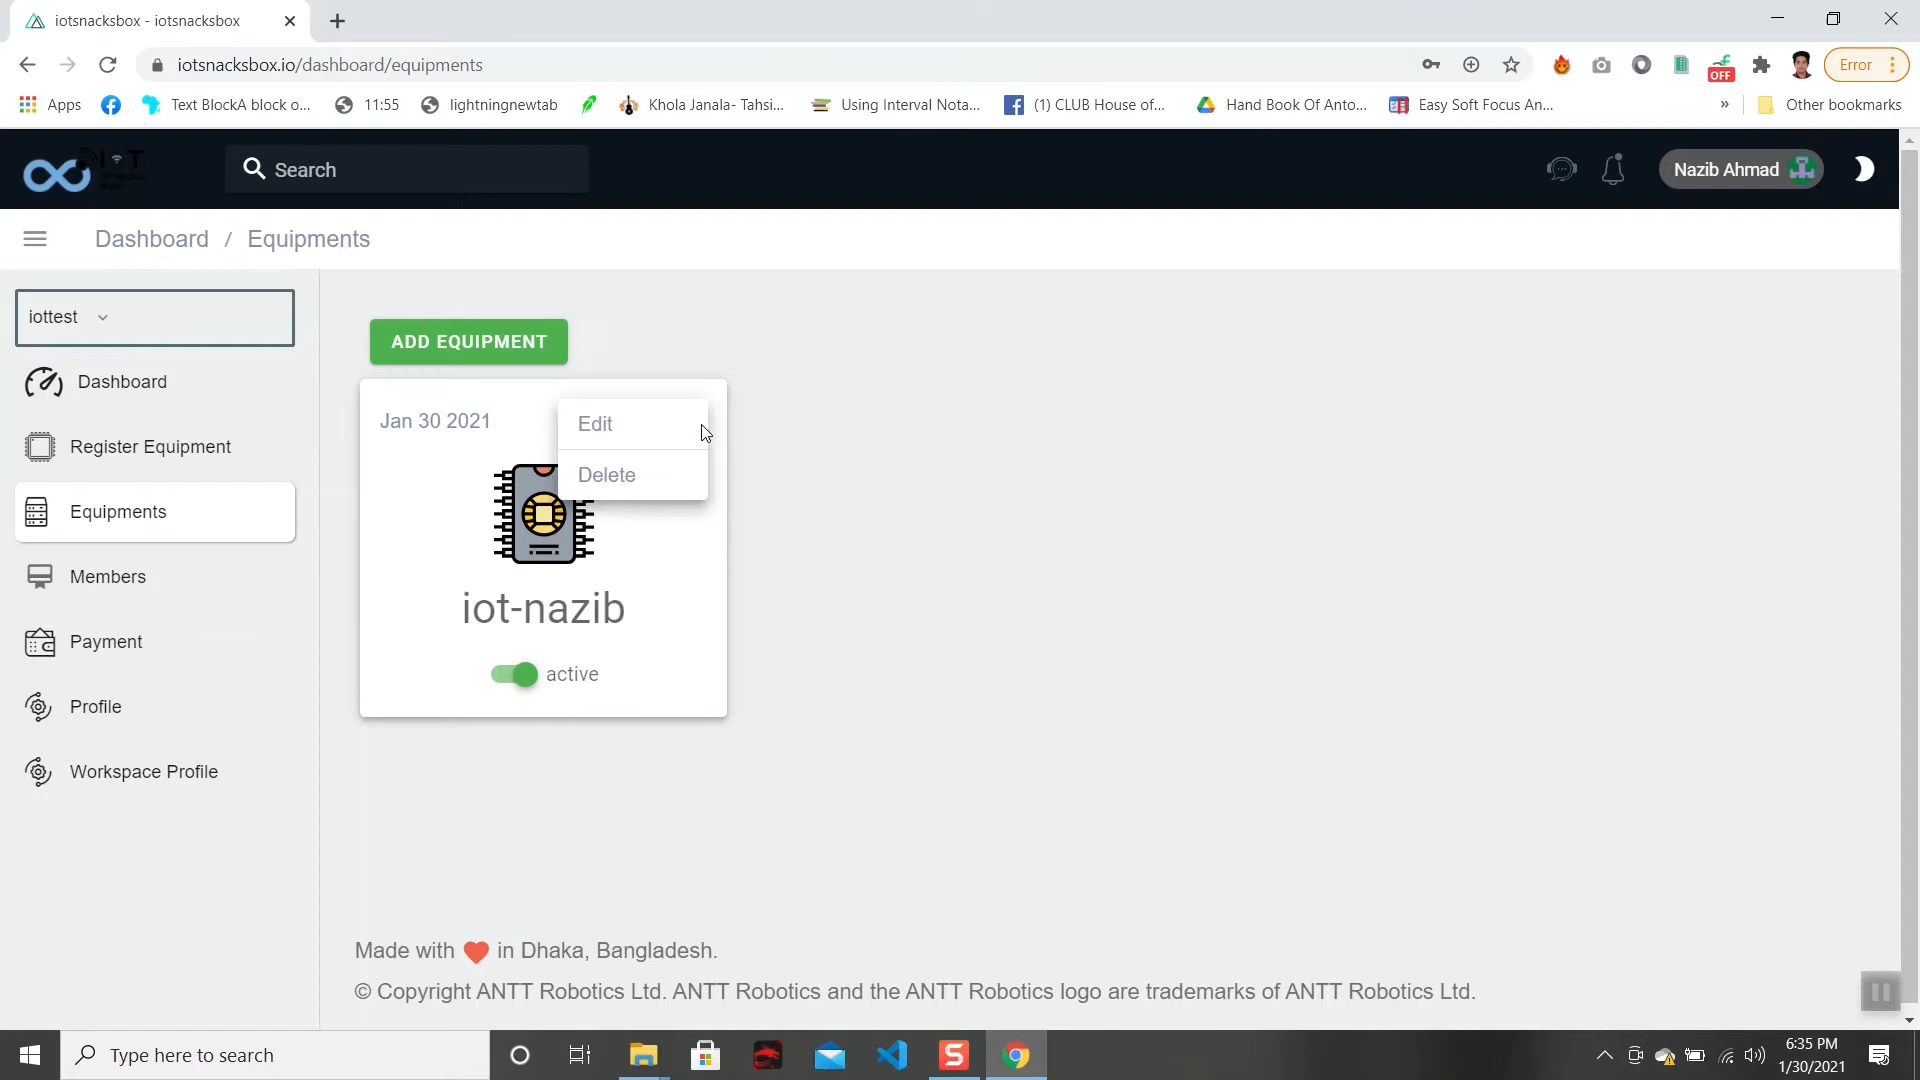 iotsnacksbox - iotsnacksbox
iotsnacksbox.io/dashboard/equipments
OFF
Error
Apps
Text BlockA block o...
11:55
lightningnewtab
Khola Janala- Tahsi...
Using Interval Nota...
(1) CLUB House of...
Hand Book Of Anto...
Easy Soft Focus An...
»
Other bookmarks
Search
Nazib Ahmad
Dashboard / Equipments
iottest
Dashboard
Register Equipment
Equipments
Members
Payment
Profile
Workspace Profile
ADD EQUIPMENT
Jan 30 2021
Edit
Delete
iot-nazib
active
Made with ❤ in Dhaka, Bangladesh.
© Copyright ANTT Robotics Ltd. ANTT Robotics and the ANTT Robotics logo are trademarks of ANTT Robotics Ltd.
Type here to search
6:35 PM
1/30/2021